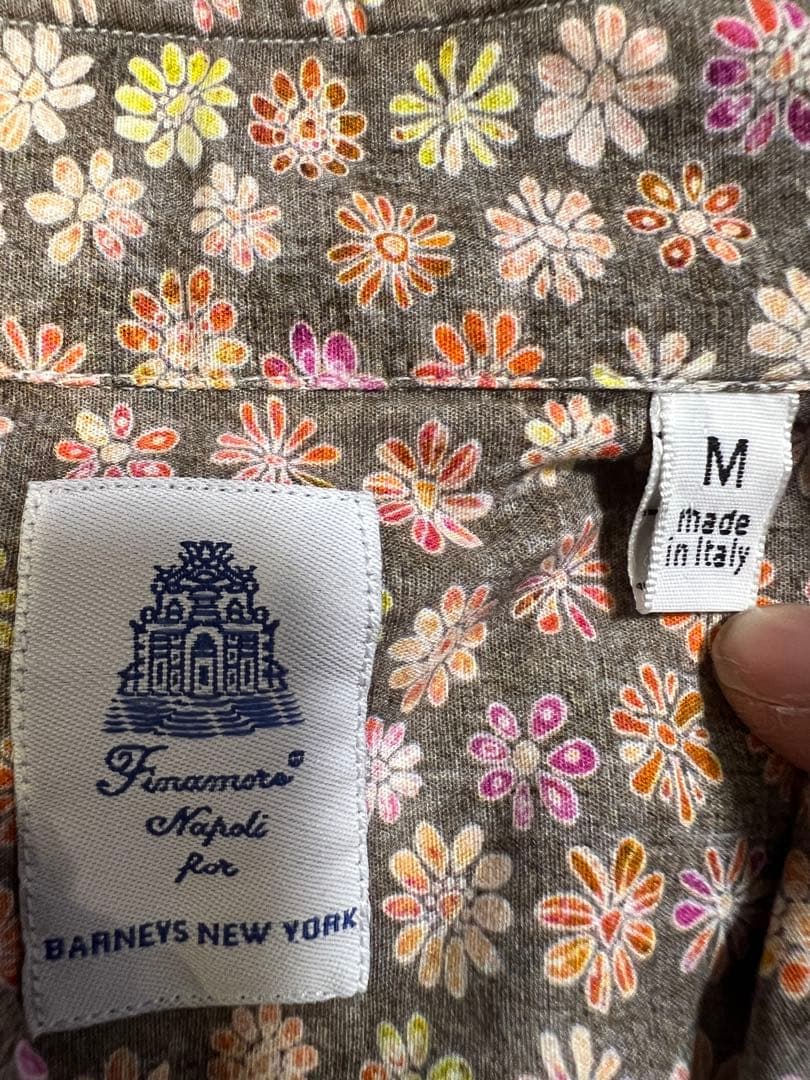 M
made
in Italy
Finamore
Napoli
for
BARNEYS NEW YORK